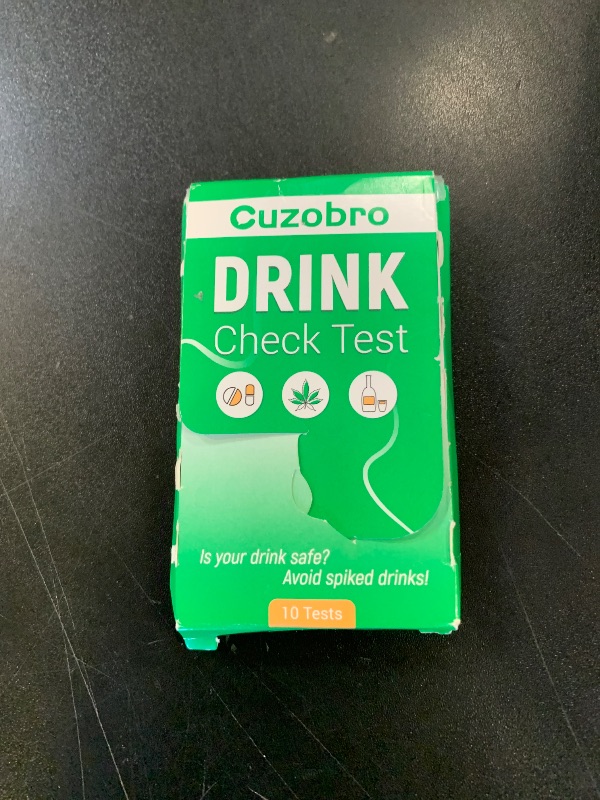 Cuzobro
DRINK
Check Test
Is your drink safe?
Avoid spiked drinks!
10 Tests